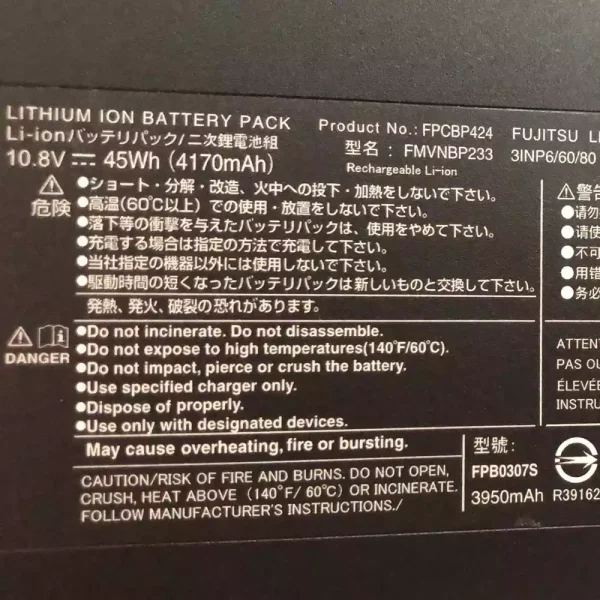 LITHIUM ION BATTERY PACK
Product No.: FPCBP424 FUJITSU
Li-ionバッテリパック/二次鋰電池組
型名: FMVNBP233 3INP6/60/80
10.8V⎓45Wh (4170mAh)
Rechargeable Li-ion
⚠危険
●ショート・分解・改造、火中への投下・加熱をしないで下さい。
●高温(60℃以上)での使用・放置をしないで下さい。
●落下等の衝撃を与えたバッテリパックは、使用をやめて下さい。
●充電する場合は指定の方法で充電して下さい。
●当社指定の機器以外には使用しないで下さい。
●駆動時間の短くなったバッテリパックは新しいものと交換して下さい。
発熱、発火、破裂の恐れがあります。
⚠DANGER
●Do not incinerate. Do not disassemble.
●Do not expose to high temperatures(140°F/60℃).
●Do not impact, pierce or crush the battery.
●Use specified charger only.
●Dispose of properly.
●Use only with designated devices.
May cause overheating, fire or bursting.
CAUTION/RISK OF FIRE AND BURNS. DO NOT OPEN,
CRUSH, HEAT ABOVE (140°F/ 60℃) OR INCINERATE.
FOLLOW MANUFACTURER'S INSTRUCTIONS./
型號:
FPB0307S
3950mAh
R39162
⚠警告
●请勿
●请使
●不可
●用错
●务必
PAS OU
ÉLEVÉE